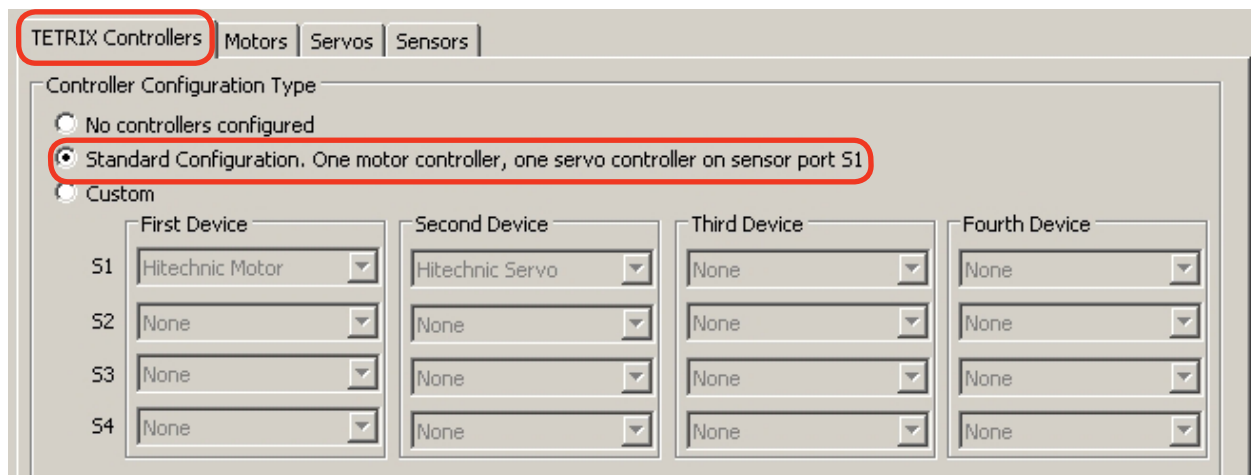 TETRIX Controllers Motors Servos Sensors
Controller Configuration Type
No controllers configured
Standard Configuration. One motor controller, one servo controller on sensor port S1
Custom
First Device Second Device Third Device Fourth Device
S1 Hitechnic Motor Hitechnic Servo None None
S2 None None None None
S3 None None None None
S4 None None None None